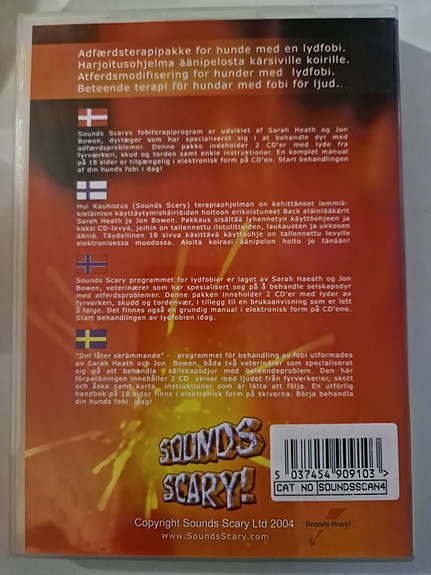 Adfærdsterapipakke for hunde med en lydfobi.
Harjoitusohjelma äänipelosta kärsiville koirille.
Atferdsmodifisering for hunder med lydfobi.
Beteende terapi för hundar med fobi för ljud..
Sounds Scarys fobiterapiprogram er udviklet af Sarah Heath og Jon
Bowen, dyrlæger som har specialiseret sig i at behandle dyr med
adfærdsproblemer. Denne pakke indeholder 2 CD'er med lyde fra
fyrværkeri, skud og torden samt enkle instruktioner. En komplet manual
på 18 sider er tilgængelig i elektronisk form på CD'en. Start behandlingen
af din hunds fobi i dag!
Hui Kauhistus (Sounds Scary) terapiaohjelman on kehittäneet lemmik-
kieläinten käyttäytymishäiriöiden hoitoon erikoistuneet Back eläinlääkärit
Sarah Heath ja Jon Bowen. Pakkaus sisältää lyhennetyn käyttöohjeen ja
kaksi CD-levyä, joihin on tallennettu ilotulitteiden, laukausten ja ukkosen
ääniä. Täydellinen 18 sivua käsittävä käyttöohje on tallennettu levylle
elektronisessa muodossa. Aloita koirasi äänipelon hoito jo tänään!
Sounds Scary programmet for lydfobier er laget av Sarah Haeath og Jon
Bowen, veterinærer som har spesialisert seg på å behandle selskapsdyr
med atferdsproblemer. Denne pakken inneholder 2 CD'er med lyder av
fyrverkeri, skudd og tordenvær, i tillegg til en bruksanvisning som er lett
å følge. Det finnes også en grundig manual i elektronisk form på CD'ene.
Start behandlingen av lydfobien idag.
"Det låter skrämmande" - programmet för behandling av fobi utformades
av Sarah Heath och Jon Bowen, båda två veterinärer som specialiserat
sig på att behandla sällskapsdjur med beteendeproblem. Den här
förpackningen innehåller 2 CD skivor med ljudet från fyrverkerier, skott
och åska samt korta instruktioner som är lätta att följa. En utförlig
handbok på 18 sidor finns i elektronisk form på skivorna. Börja behandla
din hunds fobi idag!
SOUNDS
SCARY!
5 037454 909103 >
CAT NO SOUNDSSCAN4
Sounds Scary!
Copyright Sounds Scary Ltd 2004
www.SoundsScary.com